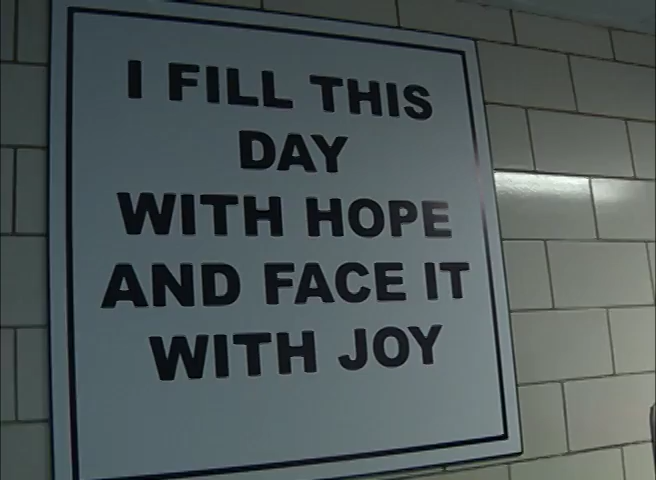 I FILL THIS
DAY
WITH HOPE
AND FACE IT
WITH JOY